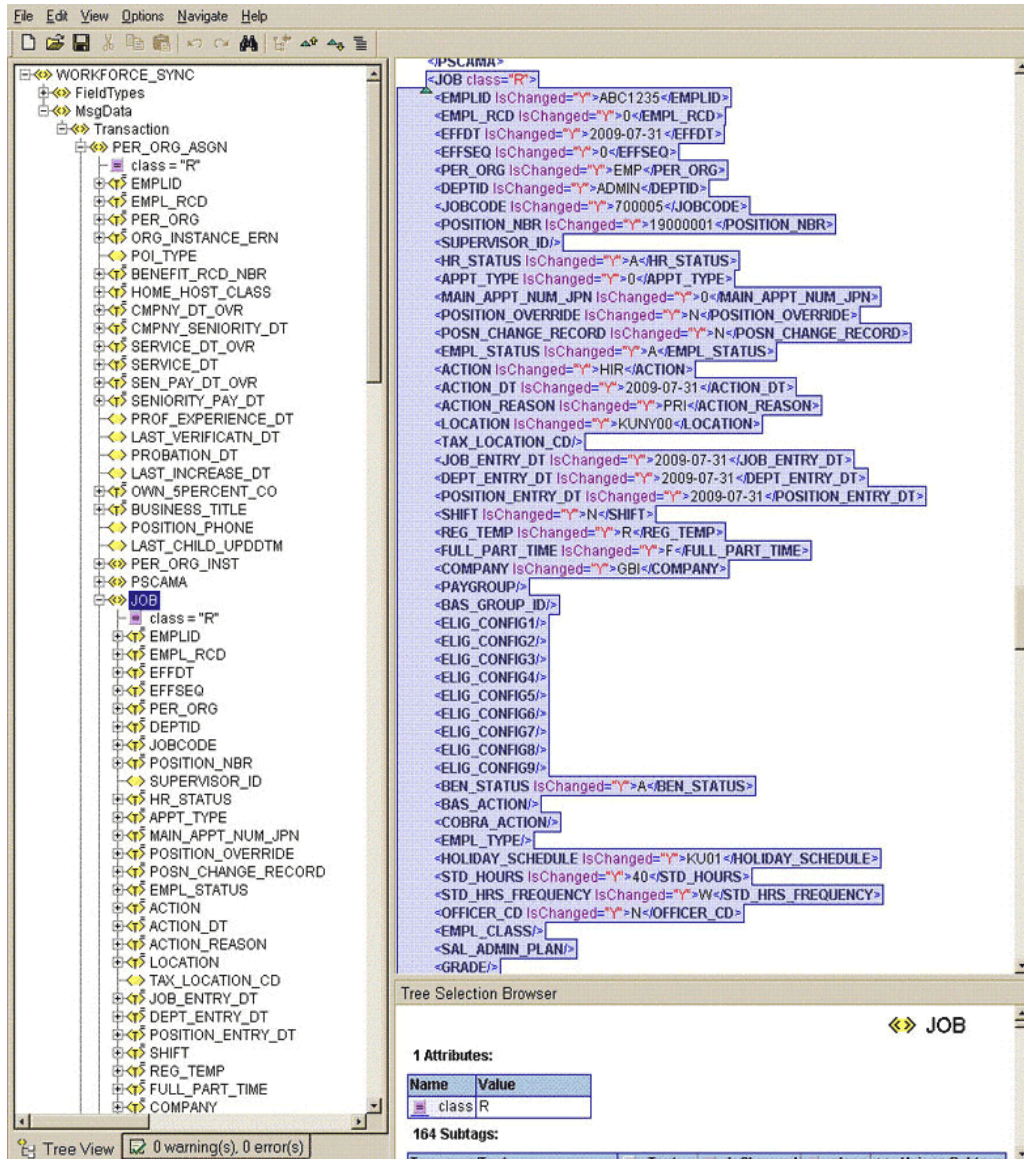 File Edit View Options Navigate Help
WORKFORCE_SYNC
FieldTypes
MsgData
Transaction
PER_ORG_ASGN
class = "R"
EMPLID
EMPL_RCD
PER_ORG
ORG_INSTANCE_ERN
POI_TYPE
BENEFIT_RCD_NBR
HOME_HOST_CLASS
CMPNY_DT_OVR
CMPNY_SENIORITY_DT
SERVICE_DT_OVR
SERVICE_DT
SEN_PAY_DT_OVR
SENIORITY_PAY_DT
PROF_EXPERIENCE_DT
LAST_VERIFICATN_DT
PROBATION_DT
LAST_INCREASE_DT
OWN_5PERCENT_CO
BUSINESS_TITLE
POSITION_PHONE
LAST_CHILD_UPDDTM
PER_ORG_INST
PSCAMA
JOB
class = "R"
EMPLID
EMPL_RCD
EFFDT
EFFSEQ
PER_ORG
DEPTID
JOBCODE
POSITION_NBR
SUPERVISOR_ID
HR_STATUS
APPT_TYPE
MAIN_APPT_NUM_JPN
POSITION_OVERRIDE
POSN_CHANGE_RECORD
EMPL_STATUS
ACTION
ACTION_DT
ACTION_REASON
LOCATION
TAX_LOCATION_CD
JOB_ENTRY_DT
DEPT_ENTRY_DT
POSITION_ENTRY_DT
SHIFT
REG_TEMP
FULL_PART_TIME
COMPANY
Tree View 0 warning(s), 0 error(s)
</PSCAMA>
<JOB class="R">
<EMPLID IsChanged="Y">ABC1235</EMPLID>
<EMPL_RCD IsChanged="Y">0</EMPL_RCD>
<EFFDT IsChanged="Y">2009-07-31</EFFDT>
<EFFSEQ IsChanged="Y">0</EFFSEQ>
<PER_ORG IsChanged="Y">EMP</PER_ORG>
<DEPTID IsChanged="Y">ADMIN</DEPTID>
<JOBCODE IsChanged="Y">700005</JOBCODE>
<POSITION_NBR IsChanged="Y">19000001</POSITION_NBR>
<SUPERVISOR_ID/>
<HR_STATUS IsChanged="Y">A</HR_STATUS>
<APPT_TYPE IsChanged="Y">0</APPT_TYPE>
<MAIN_APPT_NUM_JPN IsChanged="Y">0</MAIN_APPT_NUM_JPN>
<POSITION_OVERRIDE IsChanged="Y">N</POSITION_OVERRIDE>
<POSN_CHANGE_RECORD IsChanged="Y">N</POSN_CHANGE_RECORD>
<EMPL_STATUS IsChanged="Y">A</EMPL_STATUS>
<ACTION IsChanged="Y">HIR</ACTION>
<ACTION_DT IsChanged="Y">2009-07-31</ACTION_DT>
<ACTION_REASON IsChanged="Y">PRI</ACTION_REASON>
<LOCATION IsChanged="Y">KUNY00</LOCATION>
<TAX_LOCATION_CD/>
<JOB_ENTRY_DT IsChanged="Y">2009-07-31</JOB_ENTRY_DT>
<DEPT_ENTRY_DT IsChanged="Y">2009-07-31</DEPT_ENTRY_DT>
<POSITION_ENTRY_DT IsChanged="Y">2009-07-31</POSITION_ENTRY_DT>
<SHIFT IsChanged="Y">N</SHIFT>
<REG_TEMP IsChanged="Y">R</REG_TEMP>
<FULL_PART_TIME IsChanged="Y">F</FULL_PART_TIME>
<COMPANY IsChanged="Y">GBI</COMPANY>
<PAYGROUP/>
<BAS_GROUP_ID/>
<ELIG_CONFIG1/>
<ELIG_CONFIG2/>
<ELIG_CONFIG3/>
<ELIG_CONFIG4/>
<ELIG_CONFIG5/>
<ELIG_CONFIG6/>
<ELIG_CONFIG7/>
<ELIG_CONFIG8/>
<ELIG_CONFIG9/>
<BEN_STATUS IsChanged="Y">A</BEN_STATUS>
<BAS_ACTION/>
<COBRA_ACTION/>
<EMPL_TYPE/>
<HOLIDAY_SCHEDULE IsChanged="Y">KU01</HOLIDAY_SCHEDULE>
<STD_HOURS IsChanged="Y">40</STD_HOURS>
<STD_HRS_FREQUENCY IsChanged="Y">W</STD_HRS_FREQUENCY>
<OFFICER_CD IsChanged="Y">N</OFFICER_CD>
<EMPL_CLASS/>
<SAL_ADMIN_PLAN/>
<GRADE/>
Tree Selection Browser
JOB
1 Attributes:
Name Value
class R
164 Subtags: